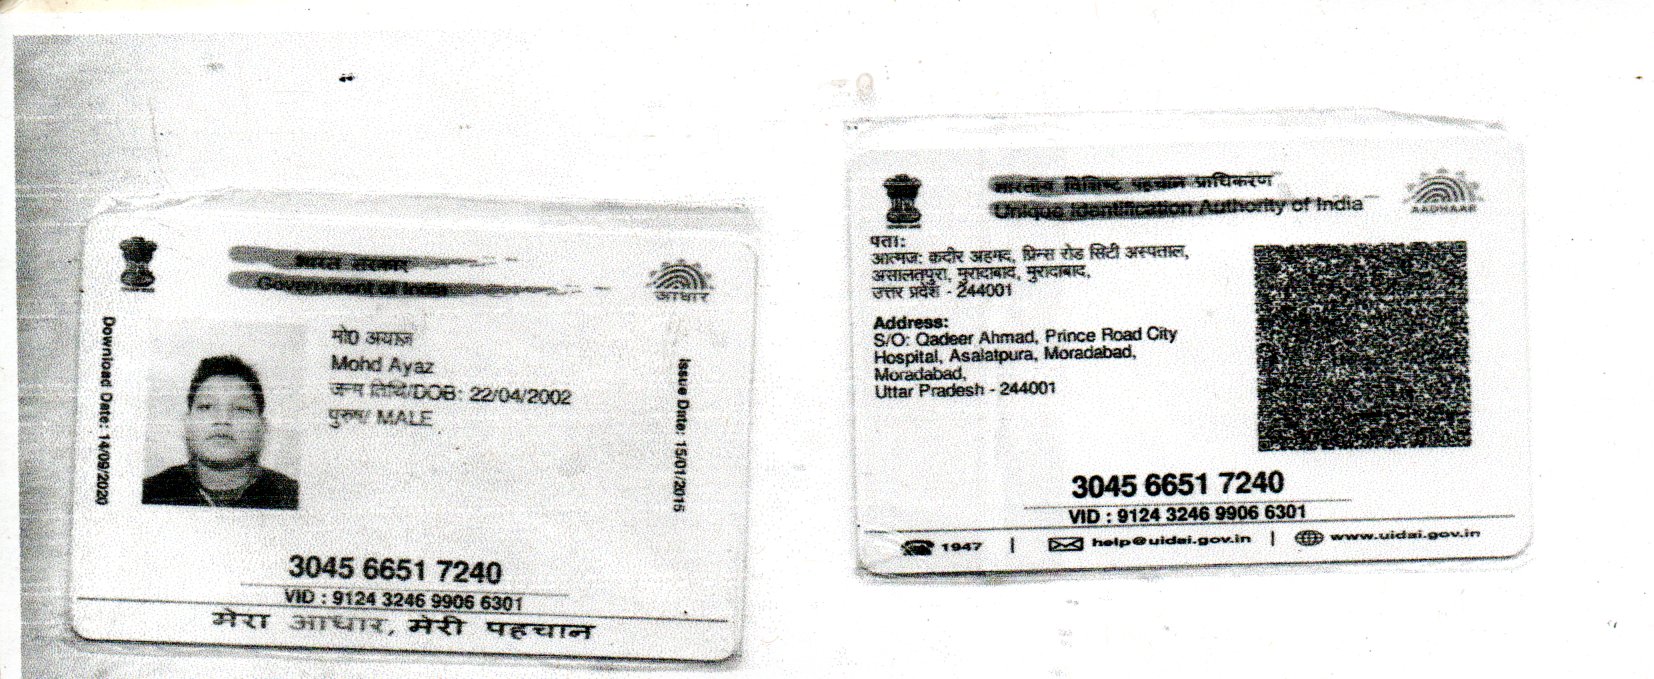 भारत सरकार
Government of India
आधार
Download Date: 14/09/2020
मो0 अयाज़
Mohd Ayaz
जन्म तिथि/DOB: 22/04/2002
पुरुष/ MALE
Issue Date: 15/01/2015
3045 6651 7240
VID : 9124 3246 9906 6301
मेरा आधार, मेरी पहचान
भारतीय विशिष्ट पहचान प्राधिकरण
Unique Identification Authority of India
AADHAAR
पता:
आत्मज: कदीर अहमद, प्रिन्स रोड सिटी अस्पताल,
असालतपुरा, मुरादाबाद, मुरादाबाद,
उत्तर प्रदेश - 244001
Address:
S/O: Qadeer Ahmad, Prince Road City
Hospital, Asalatpura, Moradabad,
Moradabad,
Uttar Pradesh - 244001
3045 6651 7240
VID : 9124 3246 9906 6301
1947 | help@uidai.gov.in | www.uidai.gov.in